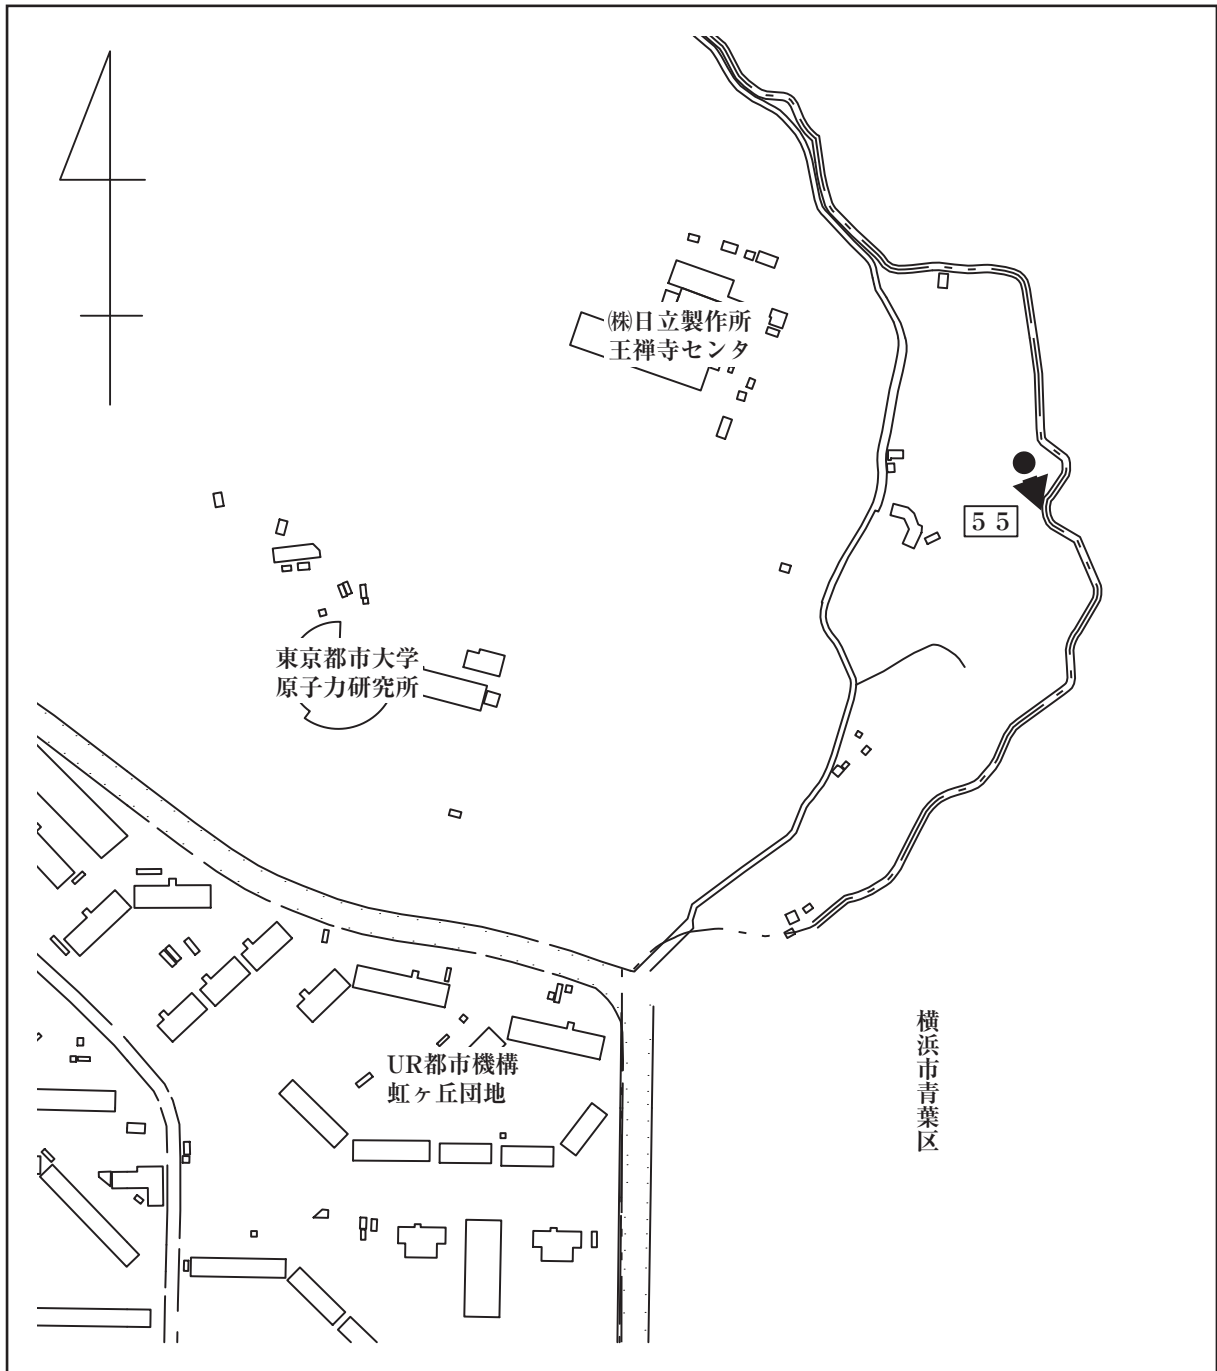 ㈱日立製作所
王禅寺センタ
55
東京都市大学
原子力研究所
UR都市機構
虹ヶ丘団地
横浜市青葉区